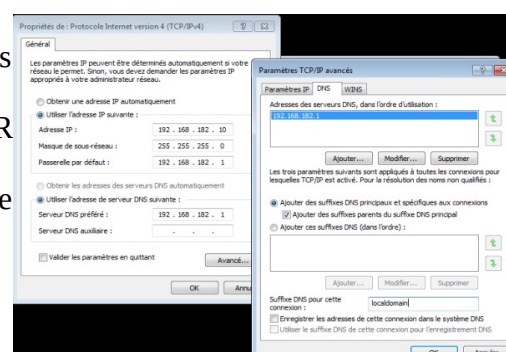 s
R
e
Propriétés de : Protocole Internet version 4 (TCP/IPv4)
Général
Les paramètres IP peuvent être déterminés automatiquement si votre
réseau le permet. Sinon, vous devez demander les paramètres IP
appropriés à votre administrateur réseau.
Obtenir une adresse IP automatiquement
Utiliser l'adresse IP suivante :
Adresse IP : 192 . 168 . 182 . 10
Masque de sous-réseau : 255 . 255 . 255 . 0
Passerelle par défaut : 192 . 168 . 182 . 1
Obtenir les adresses des serveurs DNS automatiquement
Utiliser l'adresse de serveur DNS suivante :
Serveur DNS préféré : 192 . 168 . 182 . 1
Serveur DNS auxiliaire : . . .
Valider les paramètres en quittant
Avancé...
OK Annu
Paramètres TCP/IP avancés
Paramètres IP DNS WINS
Adresses des serveurs DNS, dans l'ordre d'utilisation :
192.168.182.1
Ajouter... Modifier... Supprimer
Les trois paramètres suivants sont appliqués à toutes les connexions pour
lesquelles TCP/IP est activé. Pour la résolution des noms non qualifiés :
Ajouter des suffixes DNS principaux et spécifiques aux connexions
Ajouter des suffixes parents du suffixe DNS principal
Ajouter ces suffixes DNS (dans l'ordre) :
Ajouter... Modifier... Supprimer
Suffixe DNS pour cette
connexion : localdomain
Enregistrer les adresses de cette connexion dans le système DNS
Utiliser le suffixe DNS de cette connexion pour l'enregistrement DNS
OK Annuler